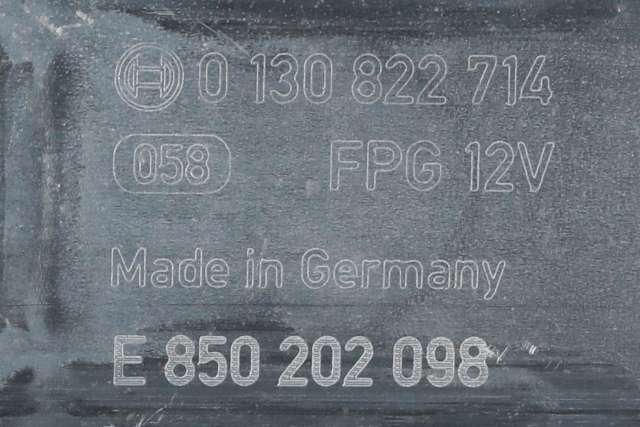 0 130 822 714
058 FPG 12V
Made in Germany
E 850 202 098